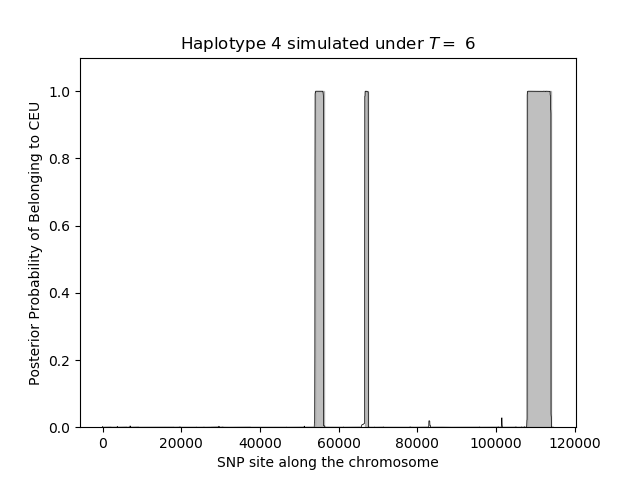 Haplotype 4 simulated under T = 6
Posterior Probability of Belonging to CEU
1.0
0.8
0.6
0.4
0.2
0.0
0 20000 40000 60000 80000 100000 120000
SNP site along the chromosome